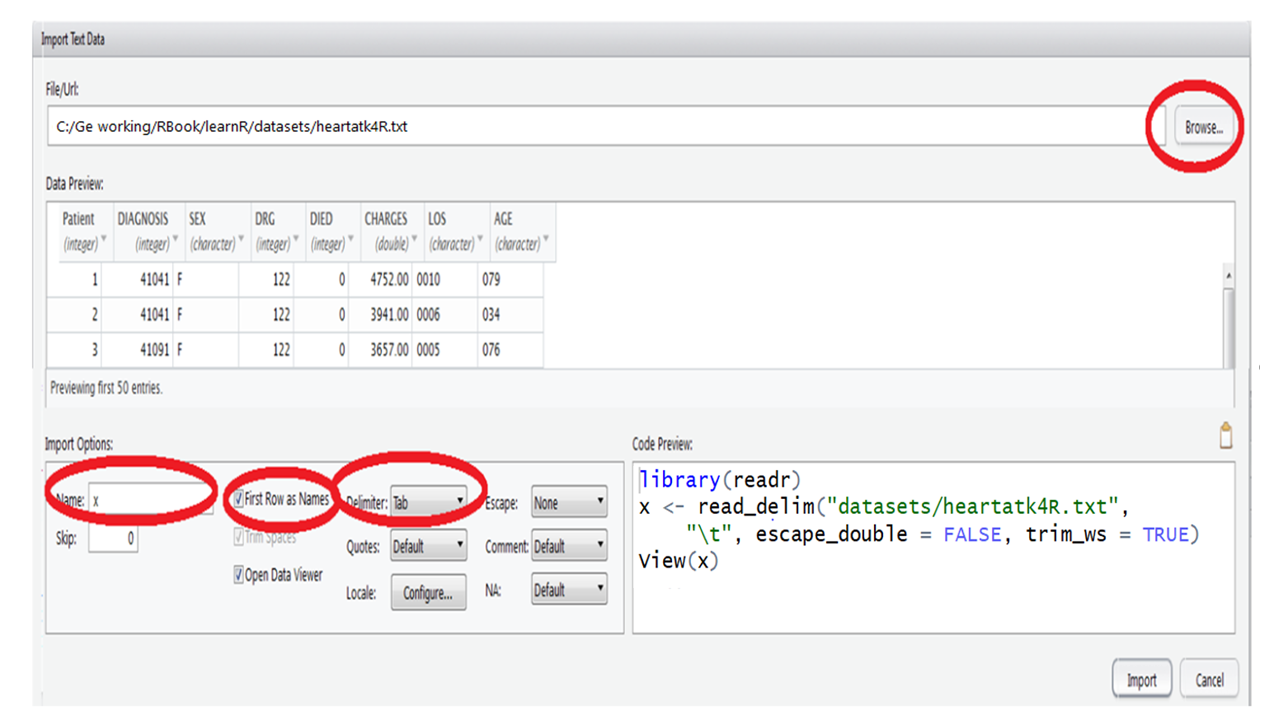 Import Text Data
File/Url:
C:/Ge working/RBook/learnR/datasets/heartatk4R.txt
Browse...
Data Preview:
Patient DIAGNOSIS SEX DRG DIED CHARGES LOS AGE
(integer) (integer) (character) (integer) (integer) (double) (character) (character)
1 41041 F 122 0 4752.00 0010 079
2 41041 F 122 0 3941.00 0006 034
3 41091 F 122 0 3657.00 0005 076
Previewing first 50 entries.
Import Options:
Name: x
First Row as Names
Delimiter: Tab
Escape: None
Skip: 0
Trim Spaces
Quotes: Default
Comment: Default
Open Data Viewer
Locale: Configure...
NA: Default
Code Preview:
library(readr)
x <- read_delim("datasets/heartatk4R.txt",
"\t", escape_double = FALSE, trim_ws = TRUE)
View(x)
Import
Cancel